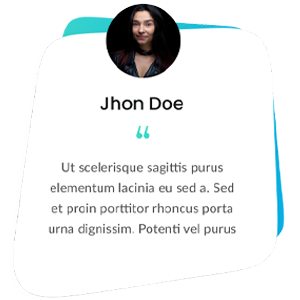 Jhon Doe
“
Ut scelerisque sagittis purus
elementum lacinia eu sed a. Sed
et proin porttitor rhoncus porta
urna dignissim. Potenti vel purus